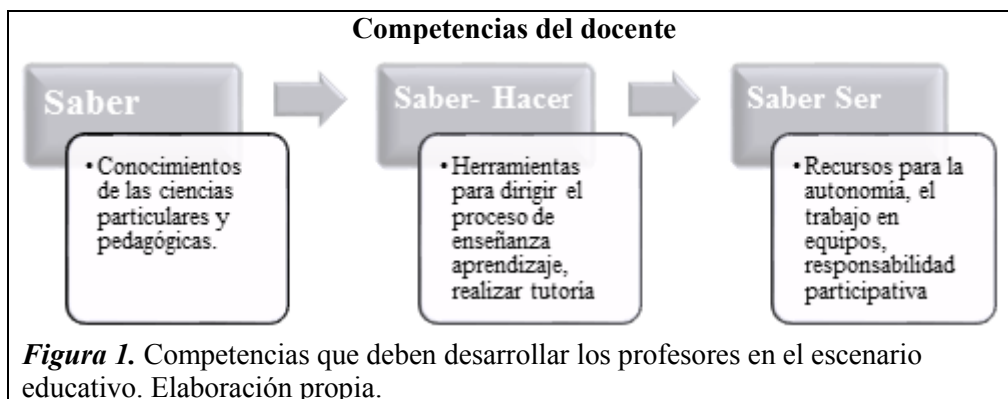 Competencias del docente
Saber
• Conocimientos
de las ciencias
particulares y
pedagógicas.
Saber- Hacer
• Herramientas
para dirigir el
proceso de
enseñanza
aprendizaje,
realizar tutoría
Saber Ser
• Recursos para la
autonomía, el
trabajo en
equipos,
responsabilidad
participativa
Figura 1. Competencias que deben desarrollar los profesores en el escenario
educativo. Elaboración propia.